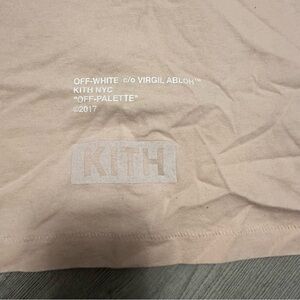 OFF-WHITE c/o VIRGIL ABLOH™
KITH NYC
"OFF-PALETTE"
©2017
KITH